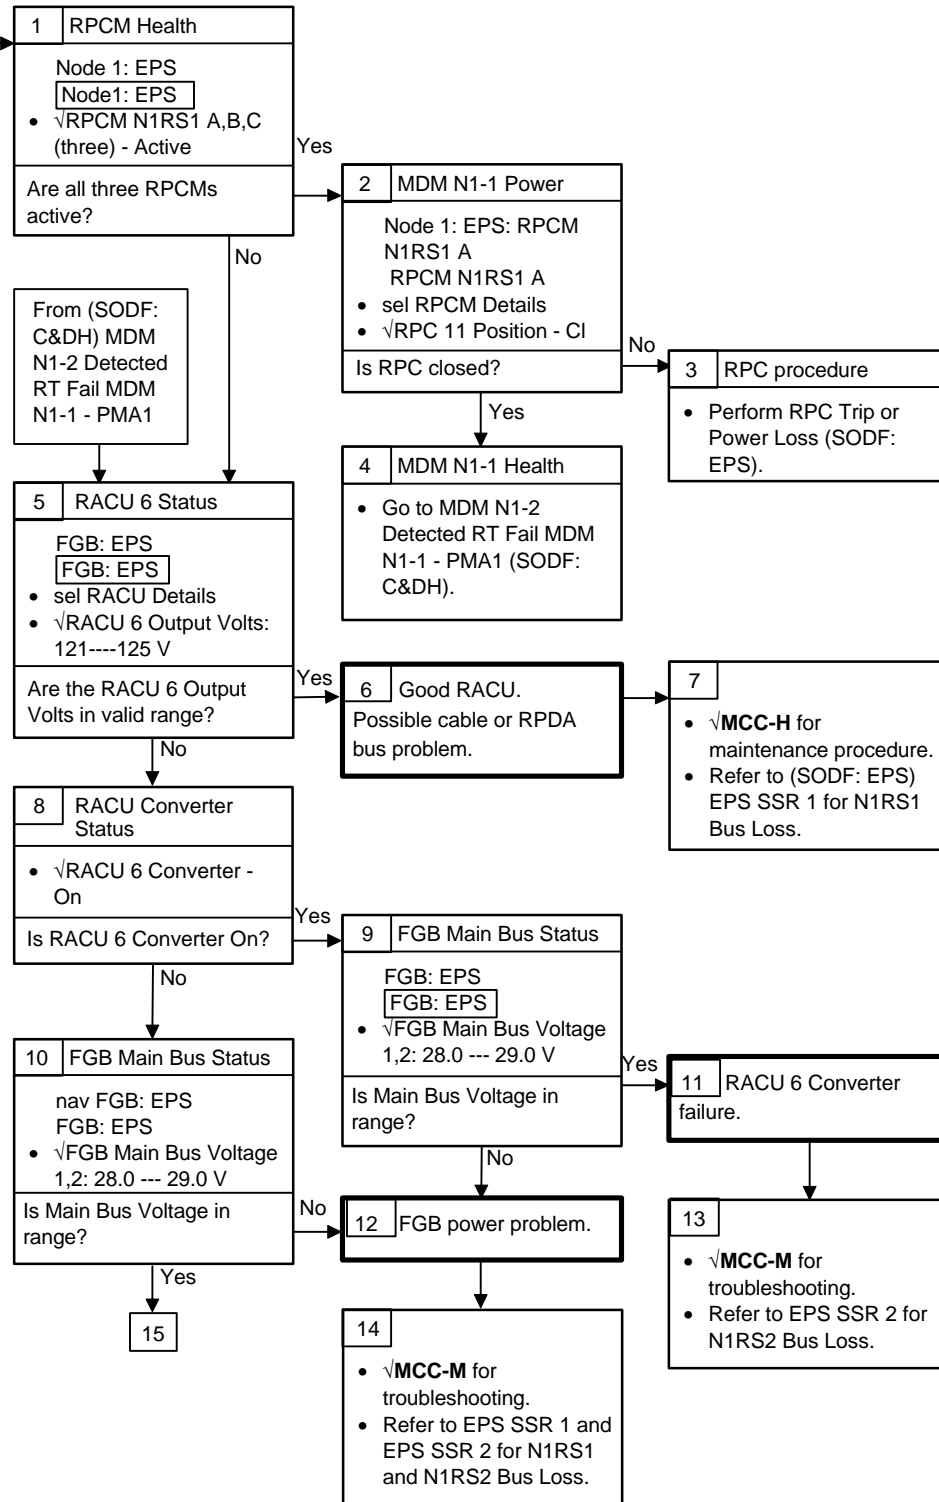 1 RPCM Health
Node 1: EPS
Node1: EPS
• √RPCM N1RS1 A,B,C
(three) - Active
Are all three RPCMs
active?
Yes
No
2 MDM N1-1 Power
Node 1: EPS: RPCM
N1RS1 A
RPCM N1RS1 A
• sel RPCM Details
• √RPC 11 Position - Cl
Is RPC closed?
No
Yes
3 RPC procedure
• Perform RPC Trip or
Power Loss (SODF:
EPS).
From (SODF:
C&DH) MDM
N1-2 Detected
RT Fail MDM
N1-1 - PMA1
4 MDM N1-1 Health
• Go to MDM N1-2
Detected RT Fail MDM
N1-1 - PMA1 (SODF:
C&DH).
5 RACU 6 Status
FGB: EPS
FGB: EPS
• sel RACU Details
• √RACU 6 Output Volts:
121----125 V
Are the RACU 6 Output
Volts in valid range?
Yes
No
6 Good RACU.
Possible cable or RPDA
bus problem.
7
• √MCC-H for
maintenance procedure.
• Refer to (SODF: EPS)
EPS SSR 1 for N1RS1
Bus Loss.
8 RACU Converter
Status
• √RACU 6 Converter -
On
Is RACU 6 Converter On?
Yes
No
9 FGB Main Bus Status
FGB: EPS
FGB: EPS
• √FGB Main Bus Voltage
1,2: 28.0 --- 29.0 V
Is Main Bus Voltage in
range?
Yes
No
10 FGB Main Bus Status
nav FGB: EPS
FGB: EPS
• √FGB Main Bus Voltage
1,2: 28.0 --- 29.0 V
Is Main Bus Voltage in
range?
No
Yes
11 RACU 6 Converter
failure.
12 FGB power problem.
13
• √MCC-M for
troubleshooting.
• Refer to EPS SSR 2 for
N1RS2 Bus Loss.
14
• √MCC-M for
troubleshooting.
• Refer to EPS SSR 1 and
EPS SSR 2 for N1RS1
and N1RS2 Bus Loss.
15